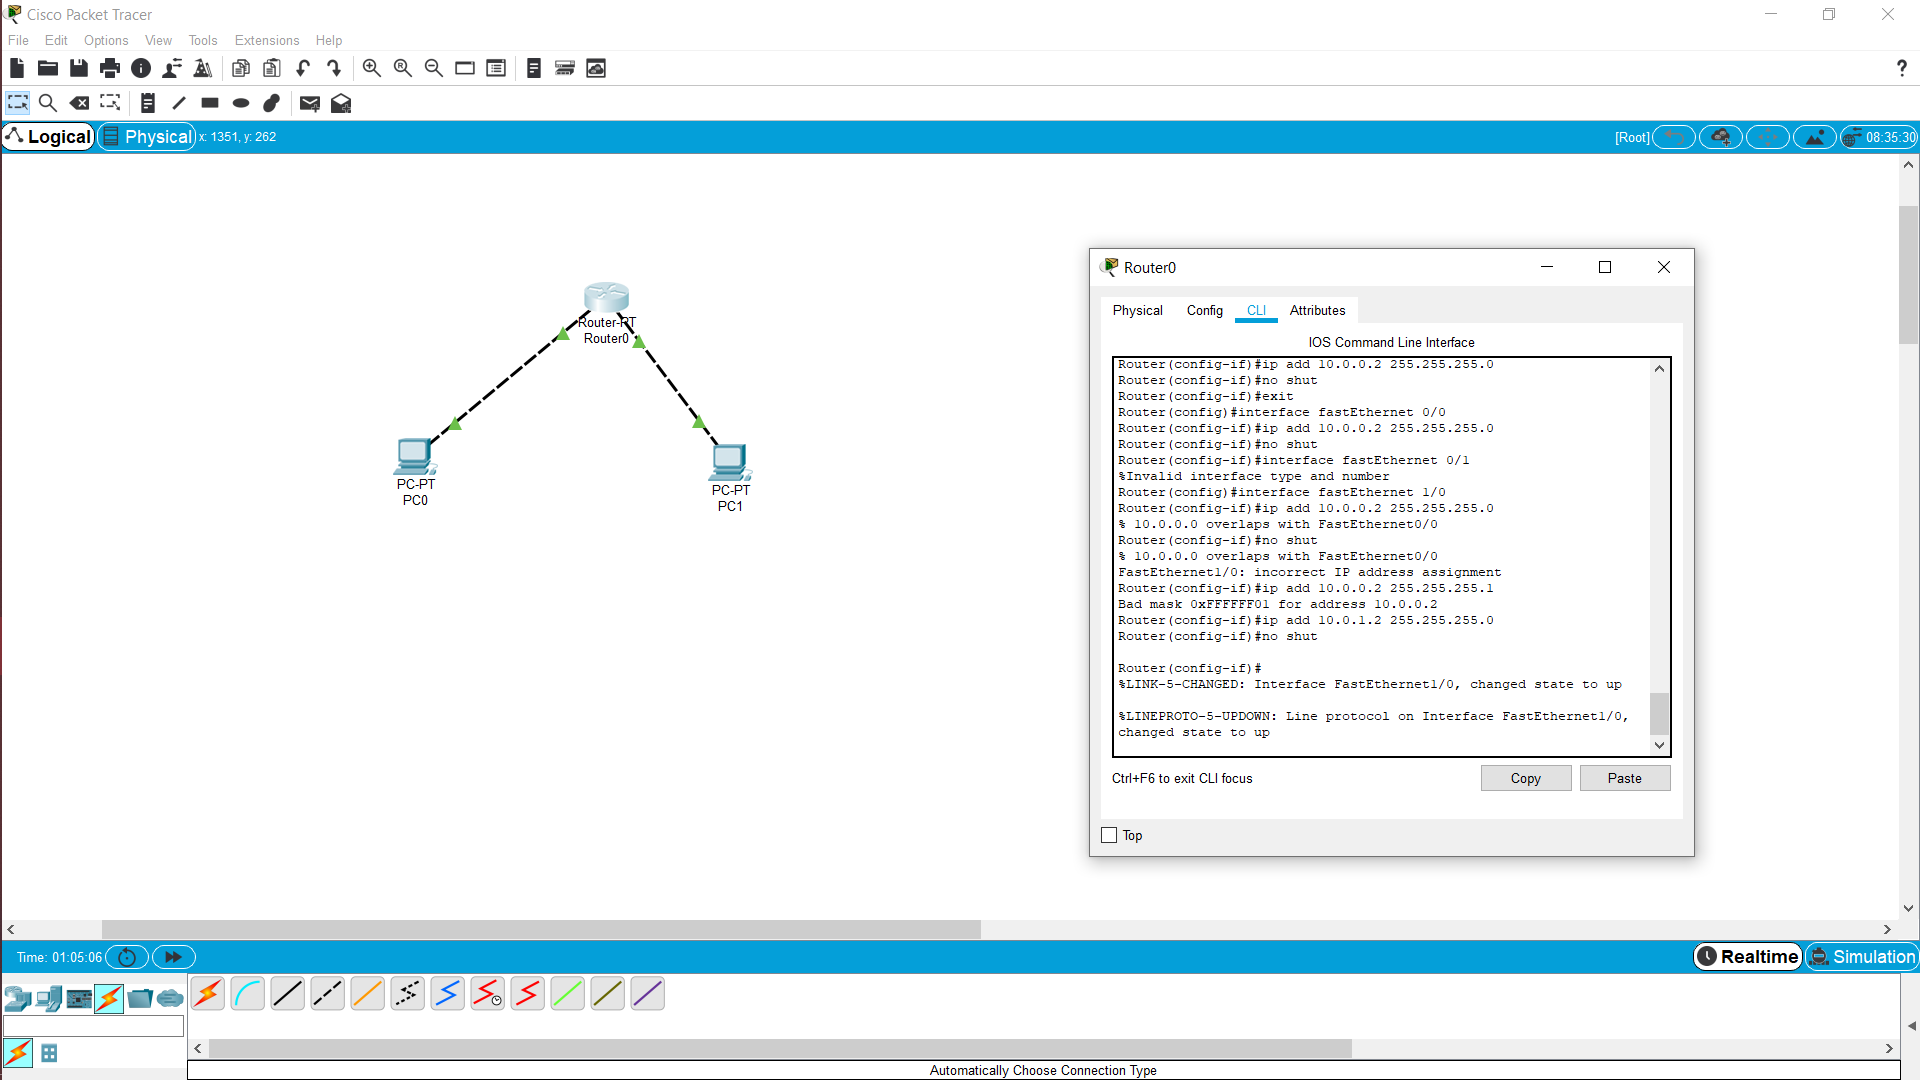 Cisco Packet Tracer
File Edit Options View Tools Extensions Help
?
Logical Physical x: 1351, y: 262 [Root] 08:35:30
Router-PT
Router0
PC-PT
PC0
PC-PT
PC1
Router0
Physical Config CLI Attributes
IOS Command Line Interface
Router(config-if)#ip add 10.0.0.2 255.255.255.0
Router(config-if)#no shut
Router(config-if)#exit
Router(config)#interface fastEthernet 0/0
Router(config-if)#ip add 10.0.0.2 255.255.255.0
Router(config-if)#no shut
Router(config-if)#interface fastEthernet 0/1
%Invalid interface type and number
Router(config)#interface fastEthernet 1/0
Router(config-if)#ip add 10.0.0.2 255.255.255.0
% 10.0.0.0 overlaps with FastEthernet0/0
Router(config-if)#no shut
% 10.0.0.0 overlaps with FastEthernet0/0
FastEthernet1/0: incorrect IP address assignment
Router(config-if)#ip add 10.0.0.2 255.255.255.1
Bad mask 0xFFFFFF01 for address 10.0.0.2
Router(config-if)#ip add 10.0.1.2 255.255.255.0
Router(config-if)#no shut
Router(config-if)#
%LINK-5-CHANGED: Interface FastEthernet1/0, changed state to up
%LINEPROTO-5-UPDOWN: Line protocol on Interface FastEthernet1/0,
changed state to up
Ctrl+F6 to exit CLI focus Copy Paste
Top
Time: 01:05:06 Realtime Simulation
Automatically Choose Connection Type